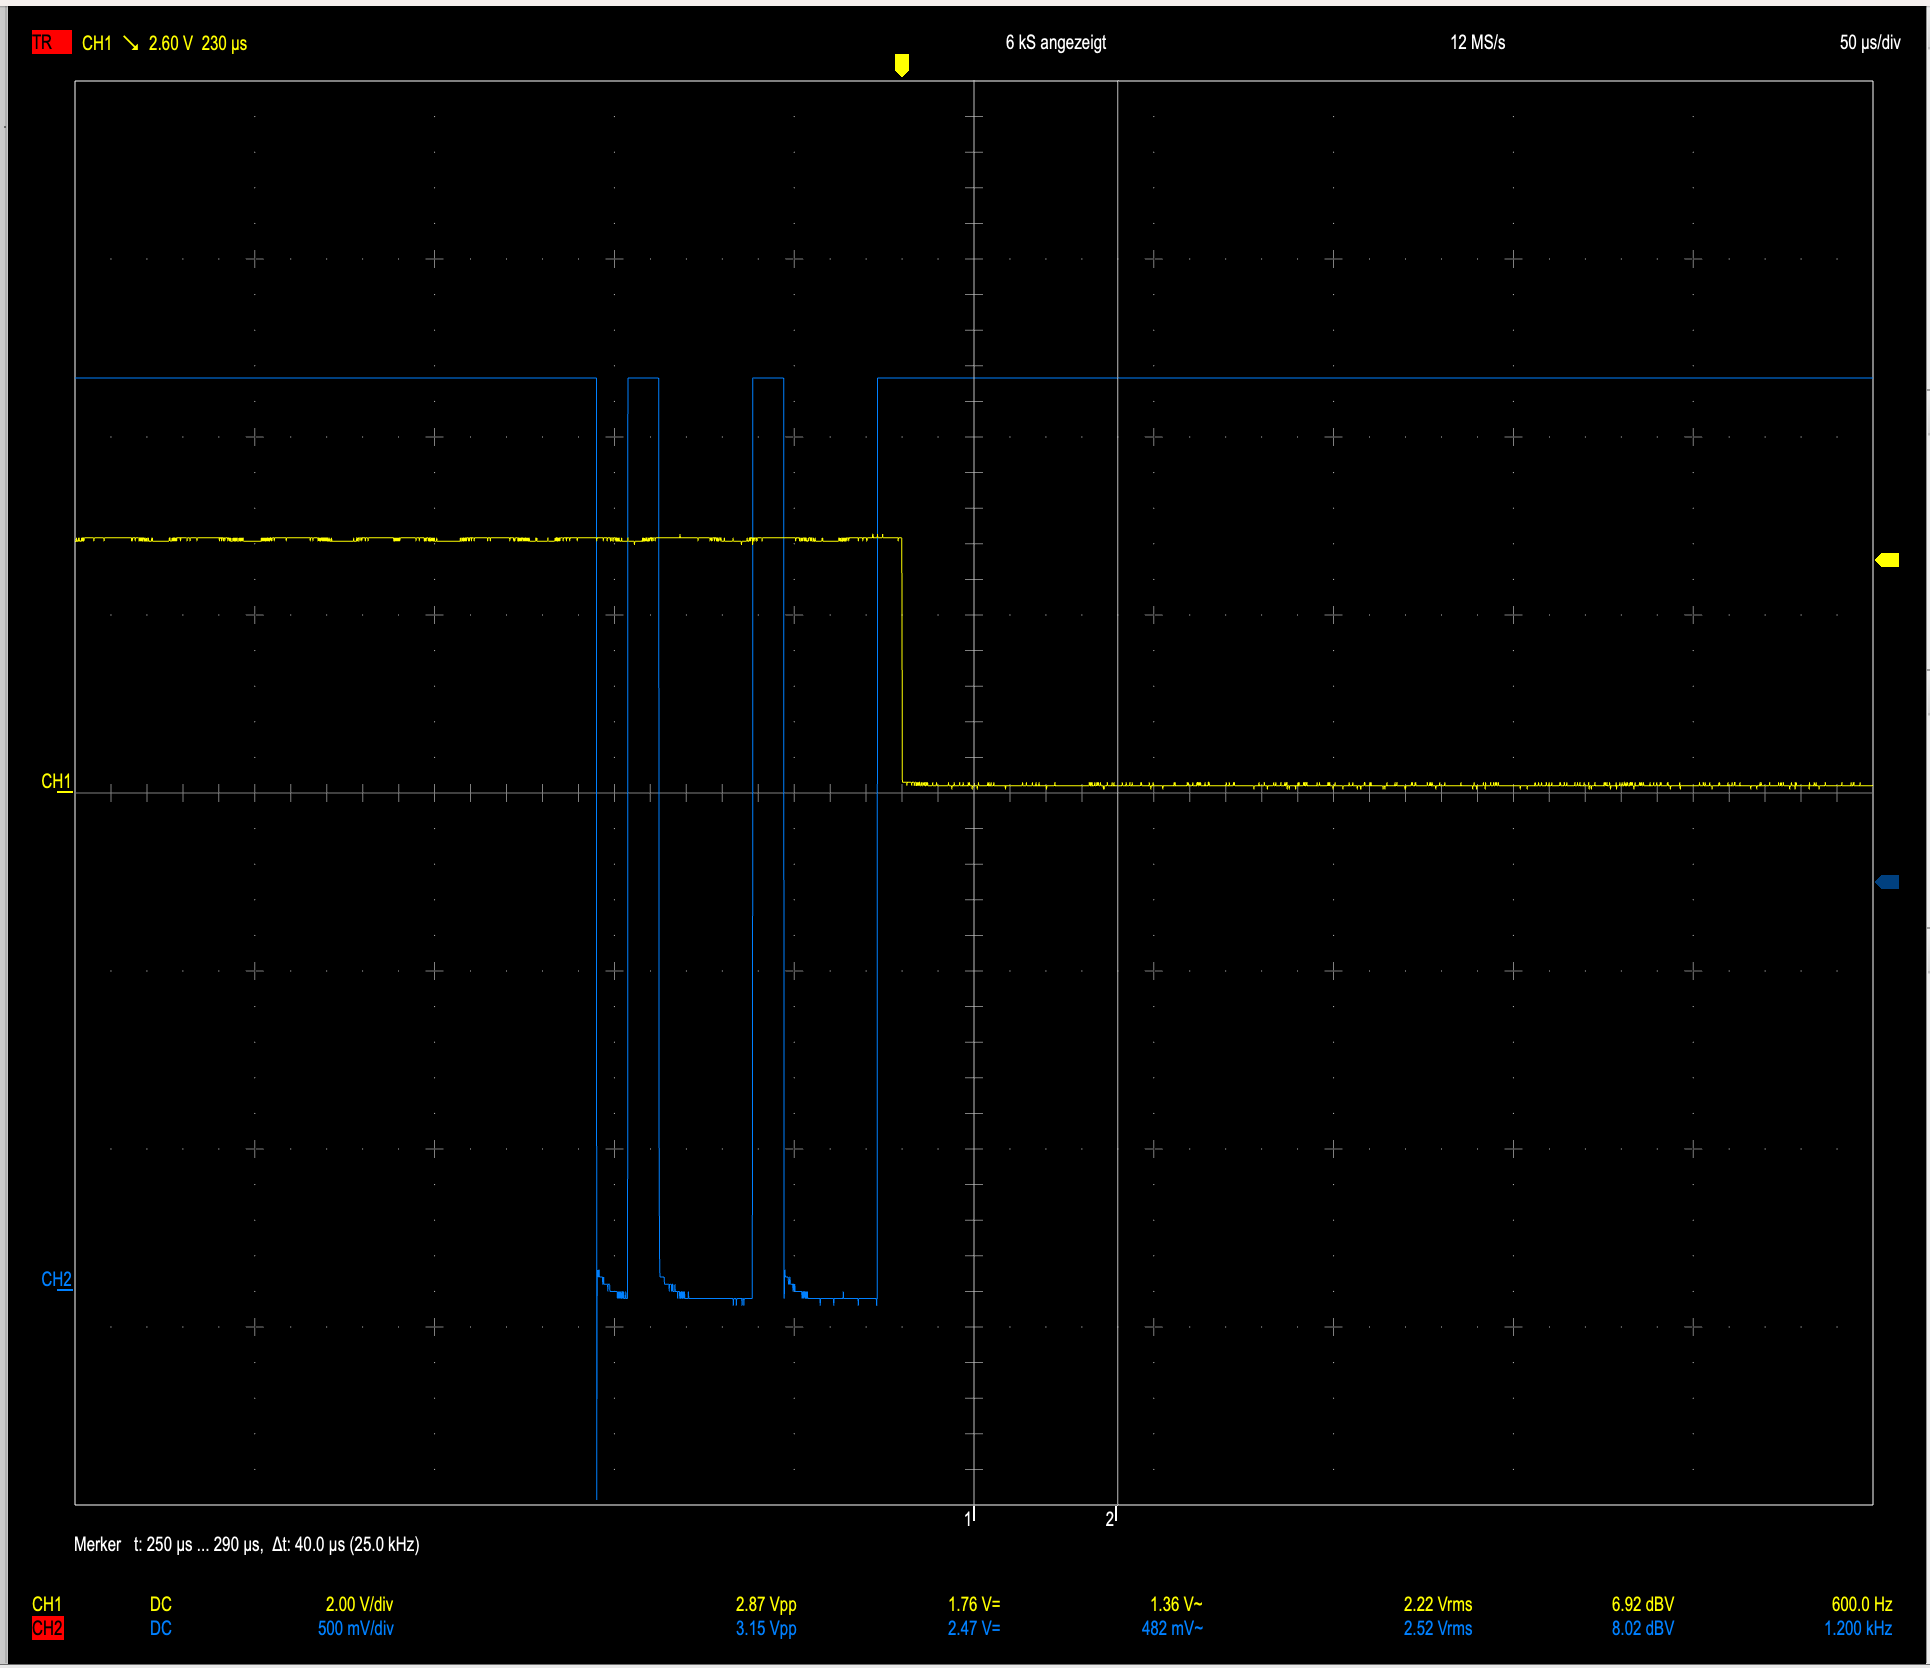 TR CH1 ↘ 2.60 V 230 µs 6 kS angezeigt 12 MS/s 50 µs/div
CH1
CH2
1 2
Merker t: 250 µs ... 290 µs, Δt: 40.0 µs (25.0 kHz)
CH1 DC 2.00 V/div 2.87 Vpp 1.76 V= 1.36 V~ 2.22 Vrms 6.92 dBV 600.0 Hz
CH2 DC 500 mV/div 3.15 Vpp 2.47 V= 482 mV~ 2.52 Vrms 8.02 dBV 1.200 kHz